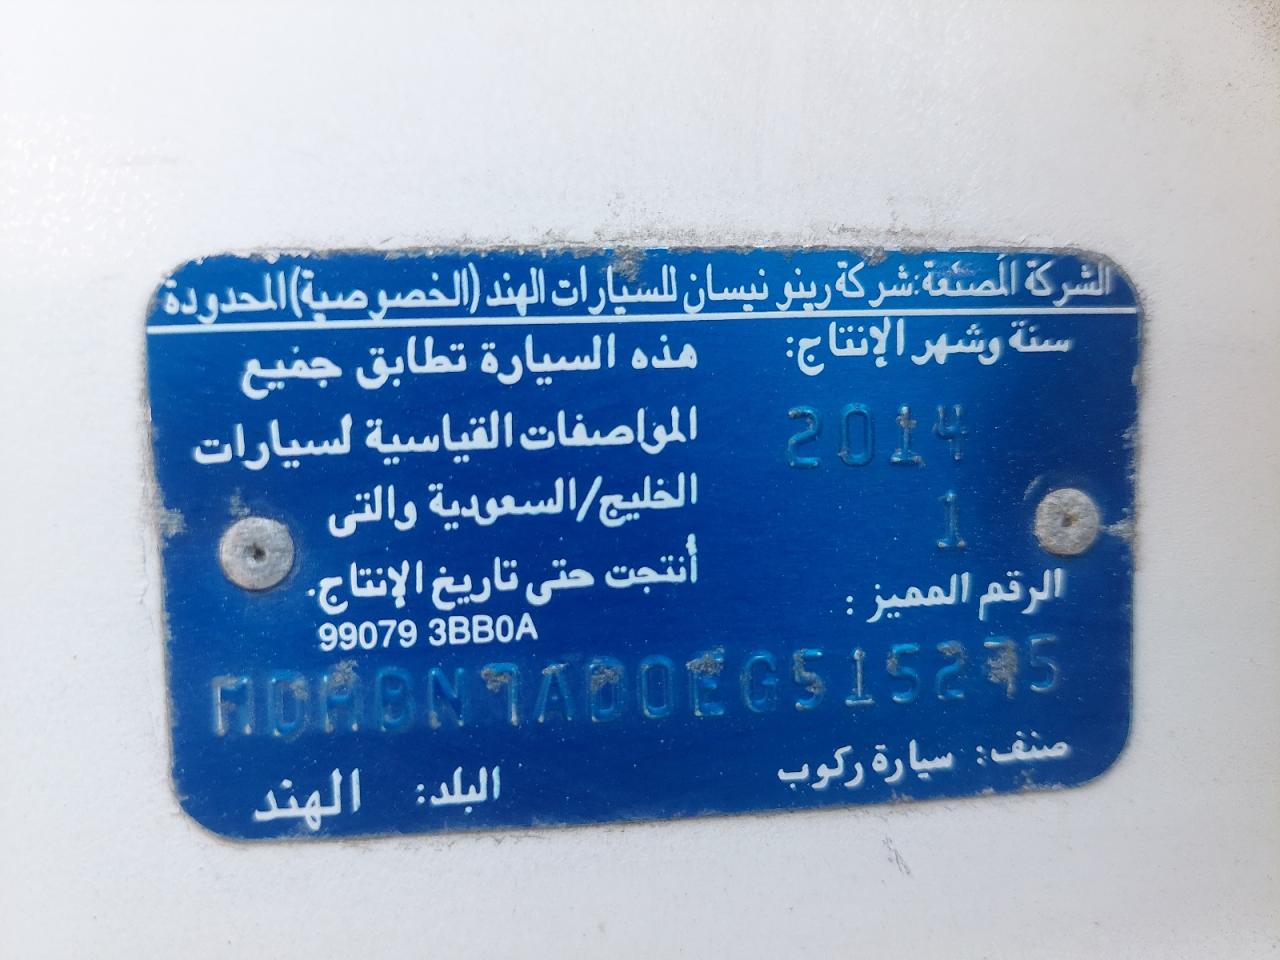 الشركة المصنعة:شركة رينو نيسان للسيارات الهند (الخصوصية) المحدودة
سنة وشهر الإنتاج:
2014
1
هذه السيارة تطابق جميع
المواصفات القياسية لسيارات
الخليج/السعودية والتى
أنتجت حتى تاريخ الإنتاج.
99079 3BB0A
الرقم المميز :
MDHBN7AD0EG515275
صنف: سيارة ركوب
البلد: الهند